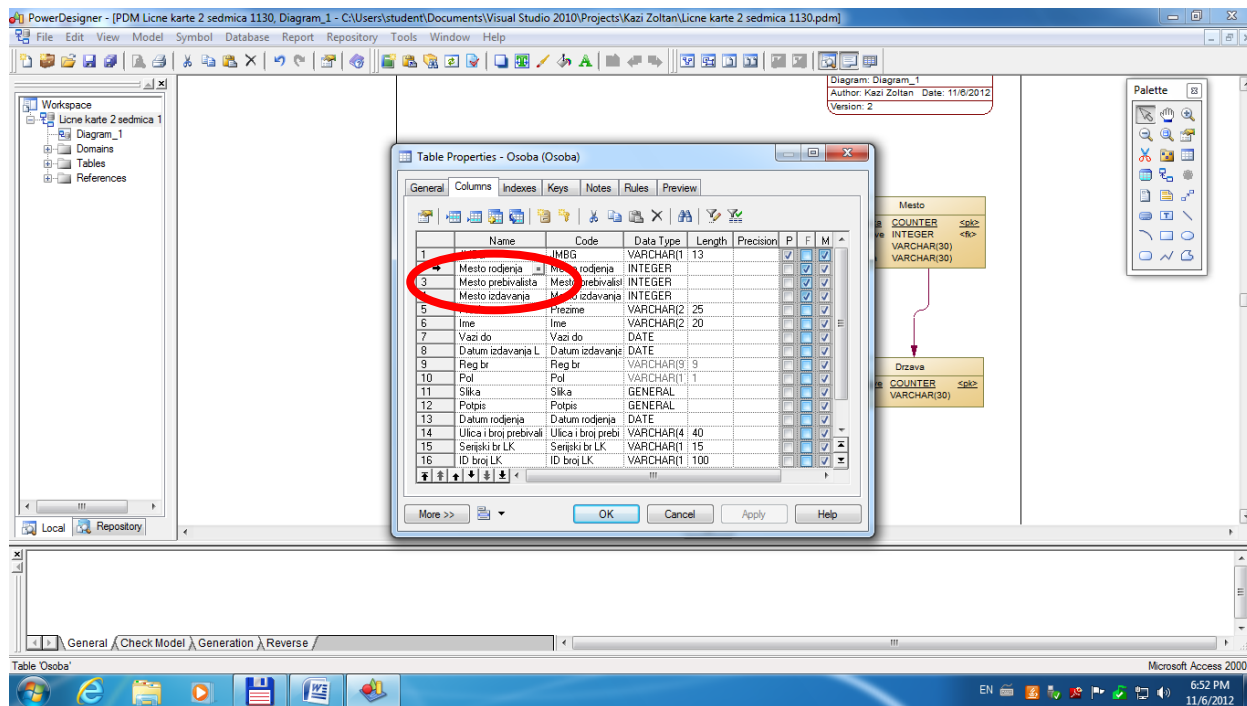 PowerDesigner - [PDM Licne karte 2 sedmica 1130, Diagram_1 - C:\Users\student\Documents\Visual Studio 2010\Projects\Kazi Zoltan\Licne karte 2 sedmica 1130.pdm]
File Edit View Model Symbol Database Report Repository Tools Window Help
Workspace
Licne karte 2 sedmica 1
Diagram_1
Domains
Tables
References
Local Repository
Diagram: Diagram_1
Author: Kazi Zoltan Date: 11/6/2012
Version: 2
Palette
Mesto
COUNTER <pk>
INTEGER <fk>
VARCHAR(30)
VARCHAR(30)
Drzava
COUNTER <pk>
VARCHAR(30)
Table Properties - Osoba (Osoba)
General Columns Indexes Keys Notes Rules Preview
Name Code Data Type Length Precision P F M
1 JMBG VARCHAR(1 13
Mesto rodjenja Mesto rodjenja INTEGER
3 Mesto prebivalista Mesto prebivalist INTEGER
Mesto izdavanja Mesto izdavanja INTEGER
5 Prezime VARCHAR(2 25
6 Ime Ime VARCHAR(2 20
7 Vazi do Vazi do DATE
8 Datum izdavanja L Datum izdavanja DATE
9 Reg br Reg br VARCHAR(9 9
10 Pol Pol VARCHAR(1 1
11 Slika Slika GENERAL
12 Potpis Potpis GENERAL
13 Datum rodjenja Datum rodjenja DATE
14 Ulica i broj prebivali Ulica i broj prebi VARCHAR(4 40
15 Serijski br LK Serijski br LK VARCHAR(1 15
16 ID broj LK ID broj LK VARCHAR(1 100
More >> OK Cancel Apply Help
General Check Model Generation Reverse
Table 'Osoba' Microsoft Access 2000
EN 6:52 PM
11/6/2012